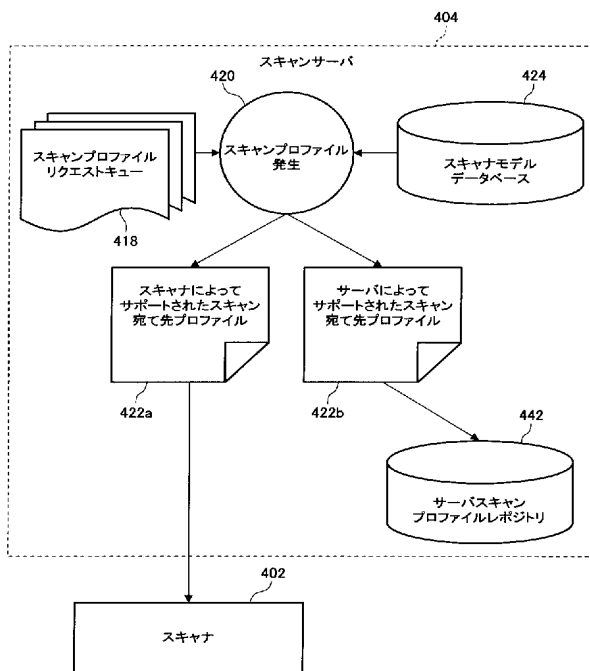 404
スキャンサーバ
420
424
スキャンプロファイル
リクエストキュー
スキャンプロファイル
発生
スキャナモデル
データベース
418
スキャナによって
サポートされたスキャン
宛て先プロファイル
サーバによって
サポートされたスキャン
宛て先プロファイル
422a
422b
442
サーバスキャン
プロファイルレポジトリ
402
スキャナ